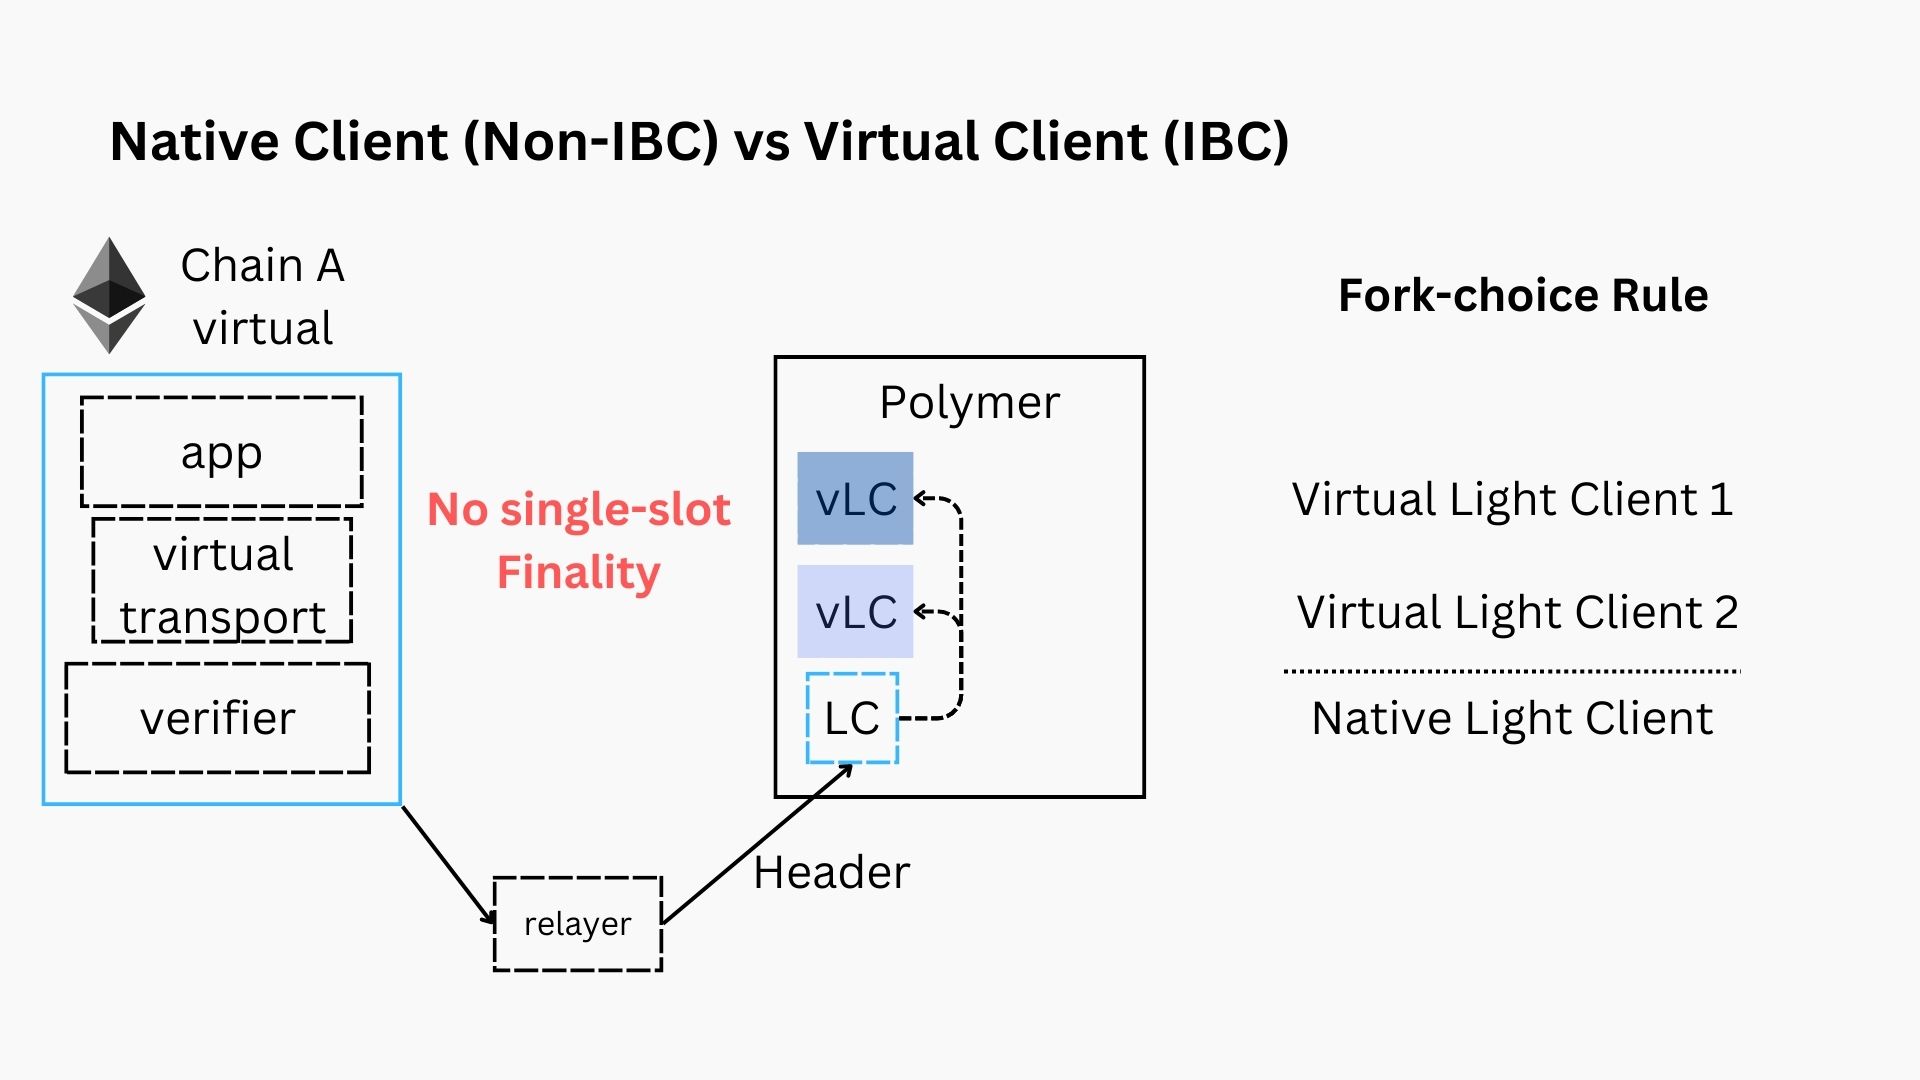 Native Client (Non-IBC) vs Virtual Client (IBC)
Chain A
virtual
app
virtual
transport
verifier
No single-slot
Finality
relayer
Header
Polymer
vLC
vLC
LC
Fork-choice Rule
Virtual Light Client 1
Virtual Light Client 2
Native Light Client